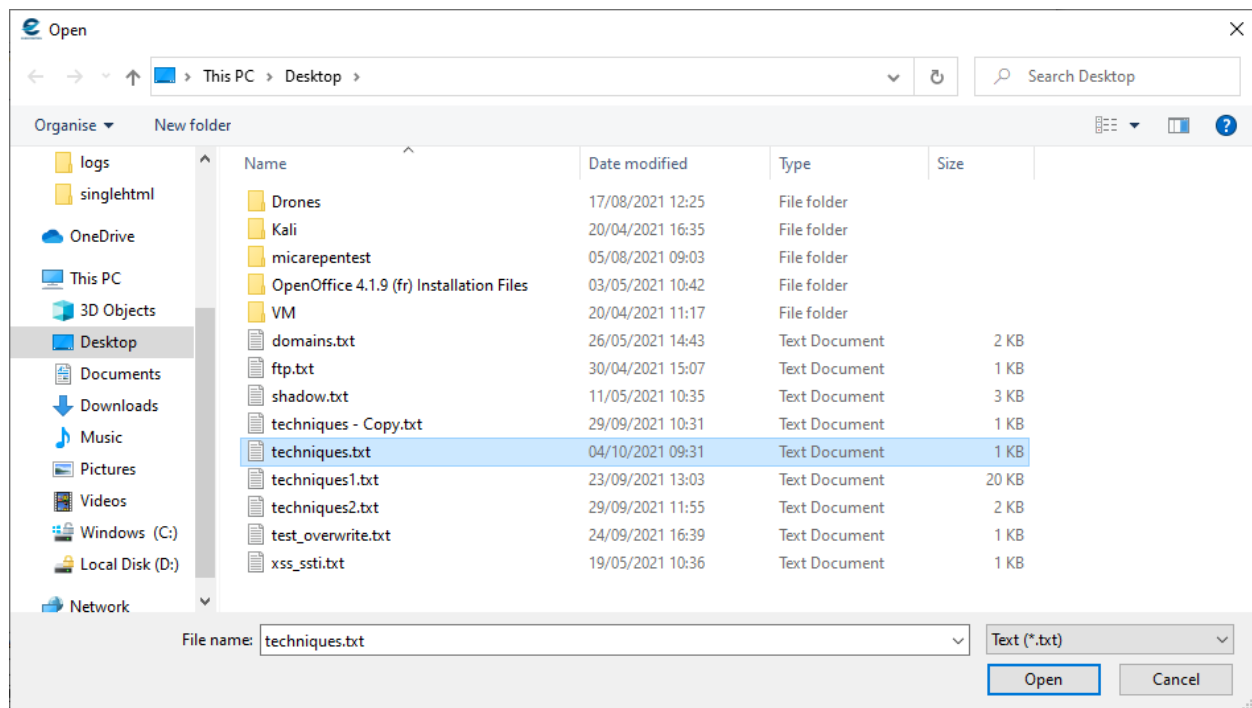 Open
This PC > Desktop >
Search Desktop
Organise
New folder
Name Date modified Type Size
logs
singlehtml
OneDrive
This PC
3D Objects
Desktop
Documents
Downloads
Music
Pictures
Videos
Windows (C:)
Local Disk (D:)
Network
Drones 17/08/2021 12:25 File folder
Kali 20/04/2021 16:35 File folder
micarepentest 05/08/2021 09:03 File folder
OpenOffice 4.1.9 (fr) Installation Files 03/05/2021 10:42 File folder
VM 20/04/2021 11:17 File folder
domains.txt 26/05/2021 14:43 Text Document 2 KB
ftp.txt 30/04/2021 15:07 Text Document 1 KB
shadow.txt 11/05/2021 10:35 Text Document 3 KB
techniques - Copy.txt 29/09/2021 10:31 Text Document 1 KB
techniques.txt 04/10/2021 09:31 Text Document 1 KB
techniques1.txt 23/09/2021 13:03 Text Document 20 KB
techniques2.txt 29/09/2021 11:55 Text Document 2 KB
test_overwrite.txt 24/09/2021 16:39 Text Document 1 KB
xss_ssti.txt 19/05/2021 10:36 Text Document 1 KB
File name: techniques.txt
Text (*.txt)
Open
Cancel